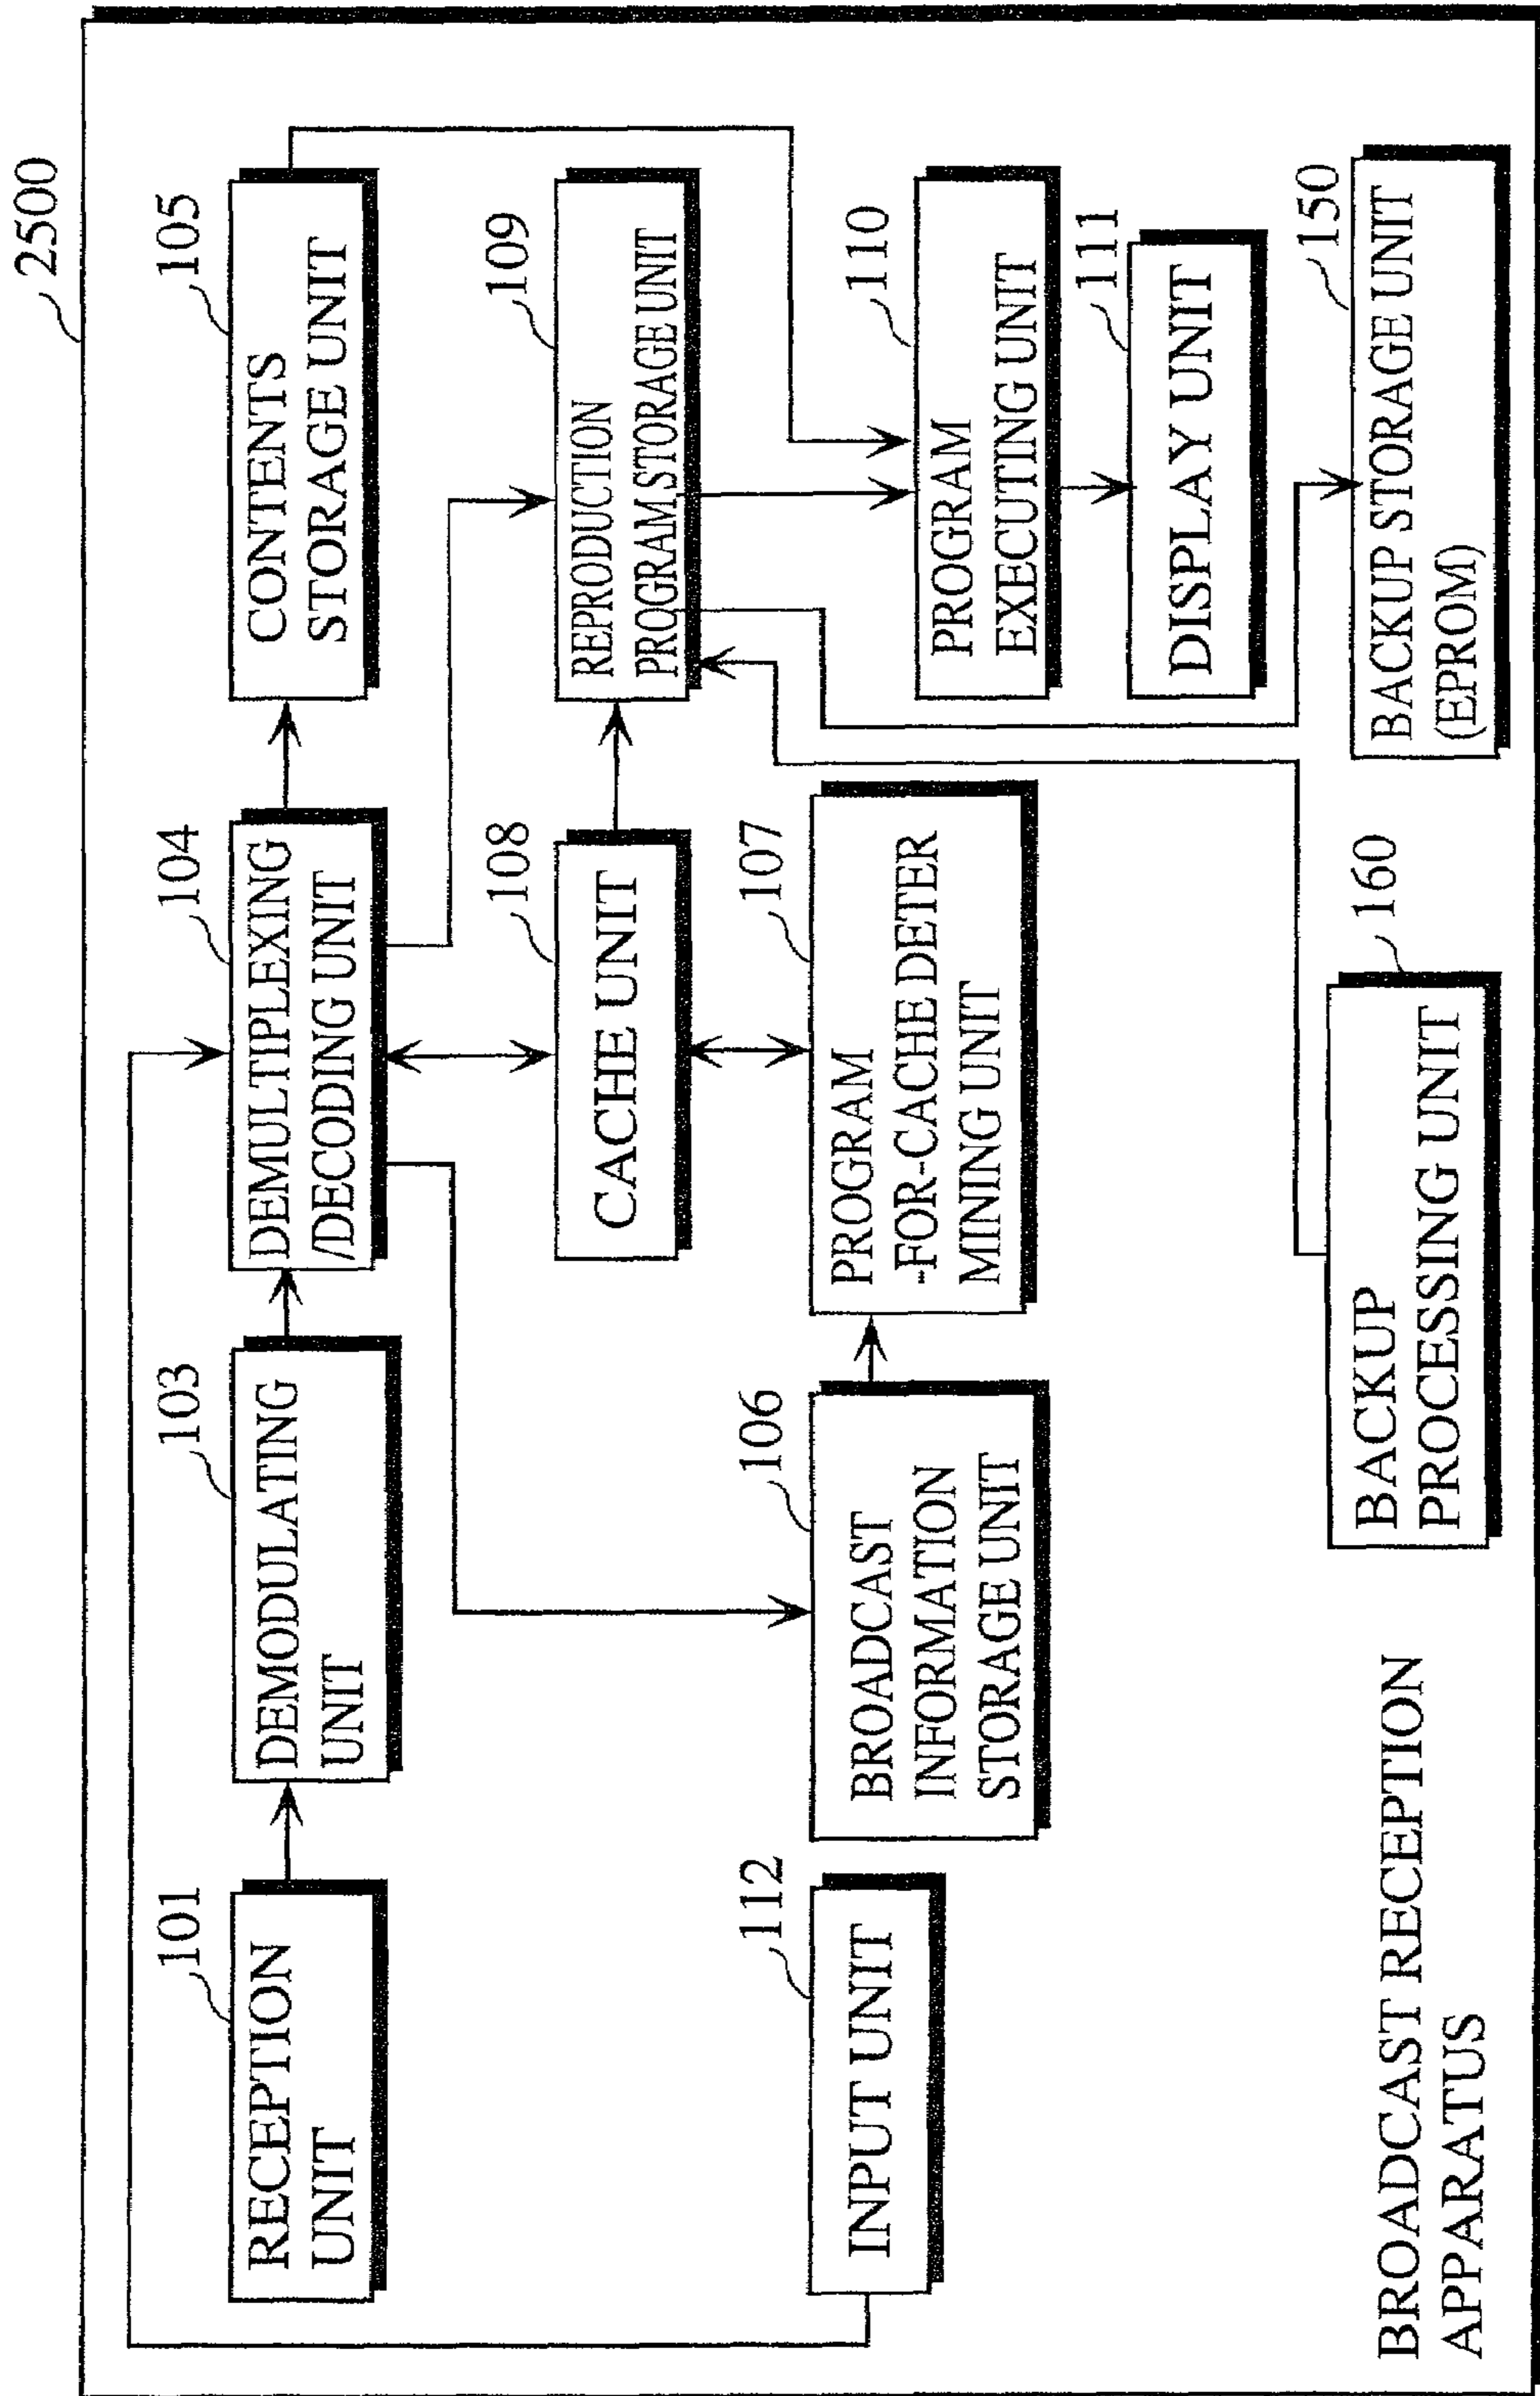 2500
101
RECEPTION
UNIT
103
DEMODULATING
UNIT
104
DEMULTIPLEXING
/DECODING UNIT
105
CONTENTS
STORAGE UNIT
108
CACHE UNIT
109
REPRODUCTION
PROGRAM STORAGE UNIT
112
INPUT UNIT
106
BROADCAST
INFORMATION
STORAGE UNIT
107
PROGRAM
-FOR-CACHE DETER
MINING UNIT
110
PROGRAM
EXECUTING UNIT
111
DISPLAY UNIT
160
BACKUP
PROCESSING UNIT
150
BACKUP STORAGE UNIT
(EPROM)
BROADCAST RECEPTION
APPARATUS